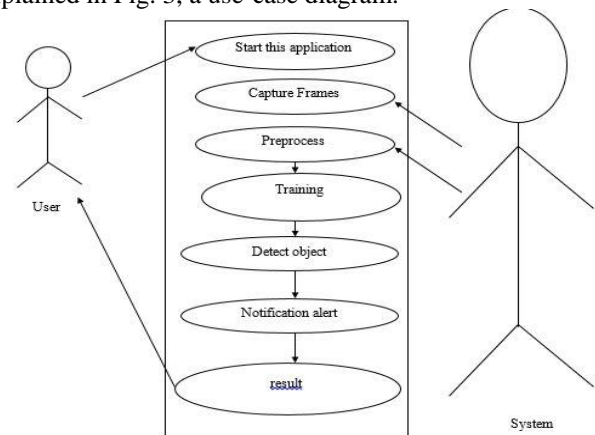 plained in Fig. 3, a use-case diagram.
Start this application
Capture Frames
Preprocess
Training
User
Detect object
Notification alert
result
System